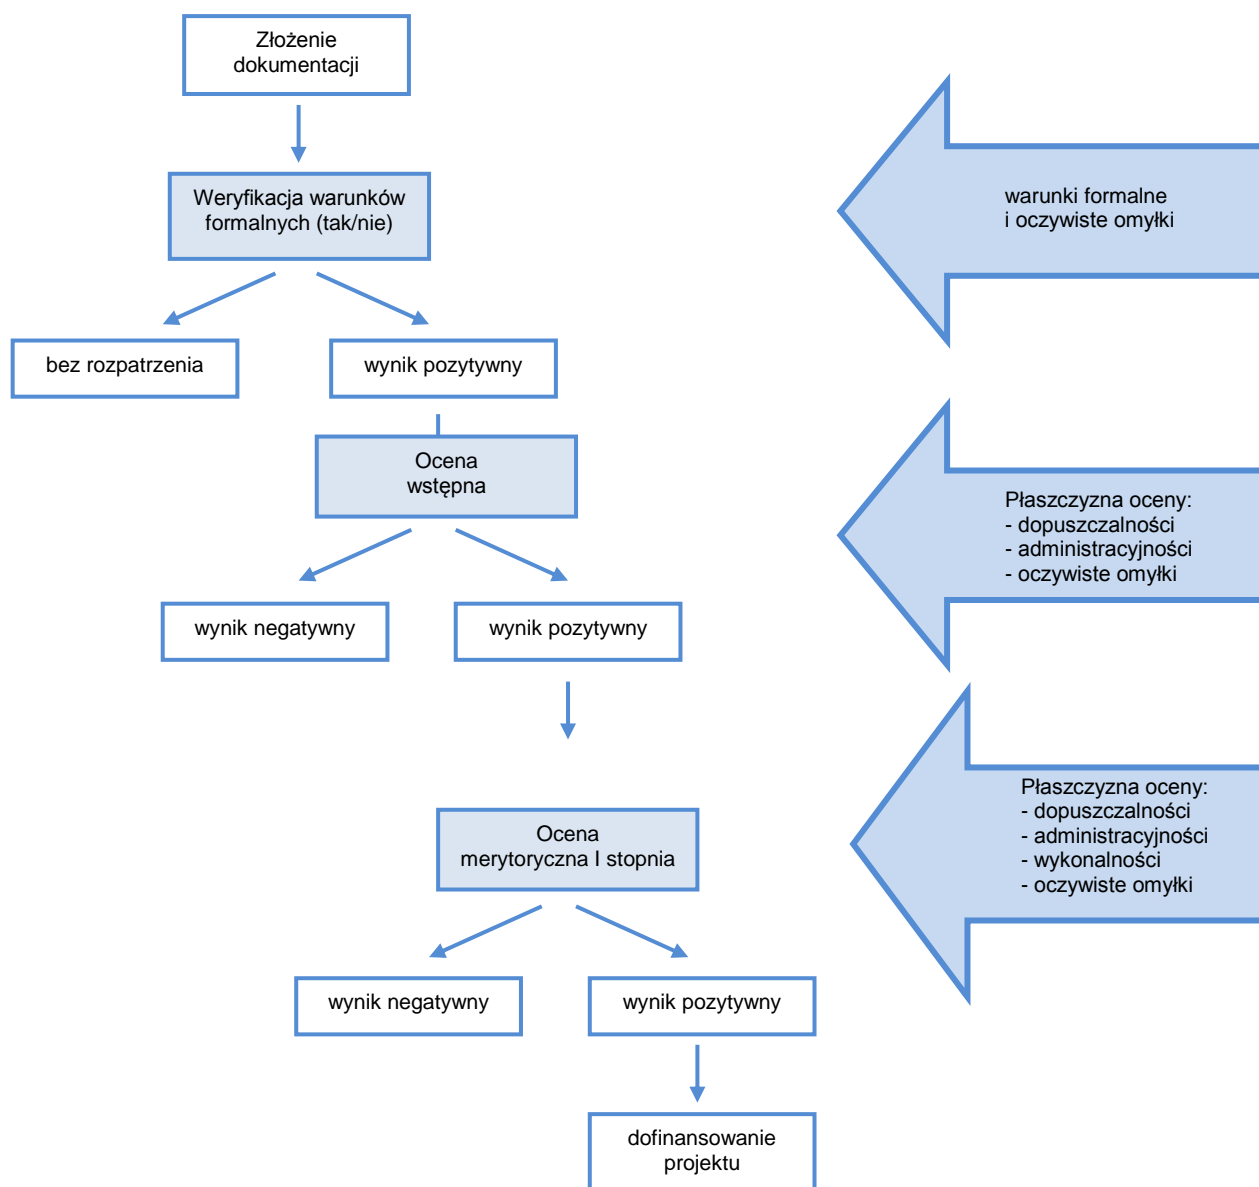 Złożenie
dokumentacji
Weryfikacja warunków
formalnych (tak/nie)
warunki formalne
i oczywiste omyłki
bez rozpatrzenia
wynik pozytywny
Ocena
wstępna
Płaszczyzna oceny:
- dopuszczalności
- administracyjności
- oczywiste omyłki
wynik negatywny
wynik pozytywny
Płaszczyzna oceny:
- dopuszczalności
- administracyjności
- wykonalności
- oczywiste omyłki
Ocena
merytoryczna I stopnia
wynik negatywny
wynik pozytywny
dofinansowanie
projektu